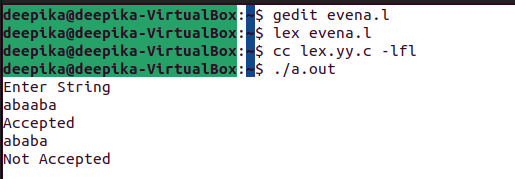 deepika@deepika-VirtualBox:~$ gedit evena.l
deepika@deepika-VirtualBox:~$ lex evena.l
deepika@deepika-VirtualBox:~$ cc lex.yy.c -lfl
deepika@deepika-VirtualBox:~$ ./a.out
Enter String
abaaba
Accepted
ababa
Not Accepted